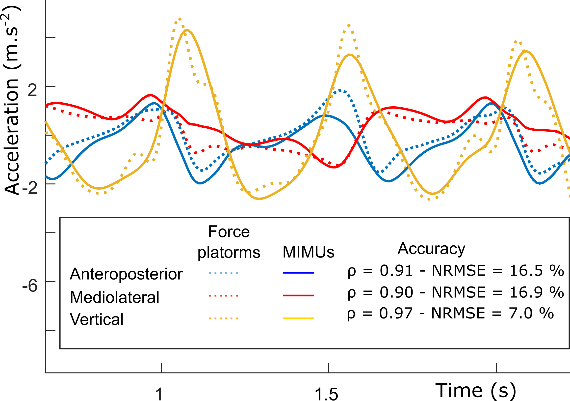 Acceleration (m.s-2)
2
-2
-6
Force
platorms
MIMUs
Accuracy
Anteroposterior
ρ = 0.91 - NRMSE = 16.5 %
Mediolateral
ρ = 0.90 - NRMSE = 16.9 %
Vertical
ρ = 0.97 - NRMSE = 7.0 %
1
1.5
Time (s)